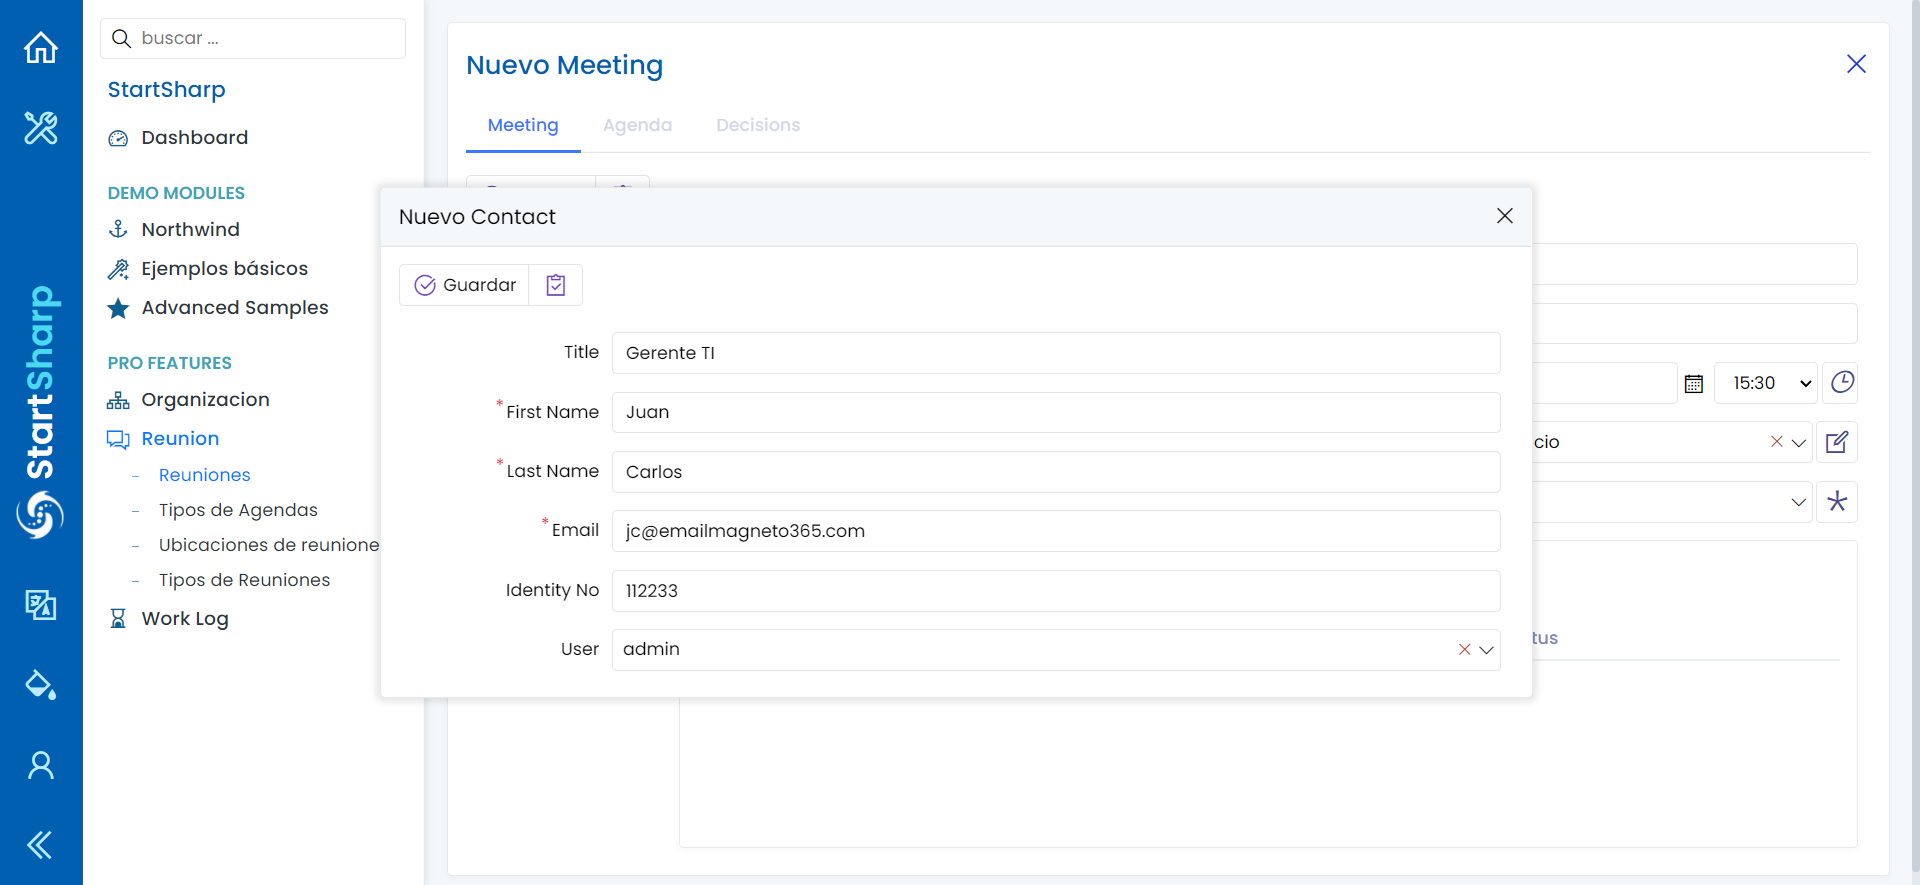 buscar ...
StartSharp
Dashboard
DEMO MODULES
Northwind
Ejemplos básicos
Advanced Samples
PRO FEATURES
Organizacion
Reunion
Reuniones
Tipos de Agendas
Ubicaciones de reunione
Tipos de Reuniones
Work Log
StartSharp
Nuevo Meeting
Meeting
Agenda
Decisions
Nuevo Contact
Guardar
Title
Gerente TI
*First Name
Juan
*Last Name
Carlos
*Email
jc@emailmagneto365.com
Identity No
112233
User
admin
15:30
cio
tus